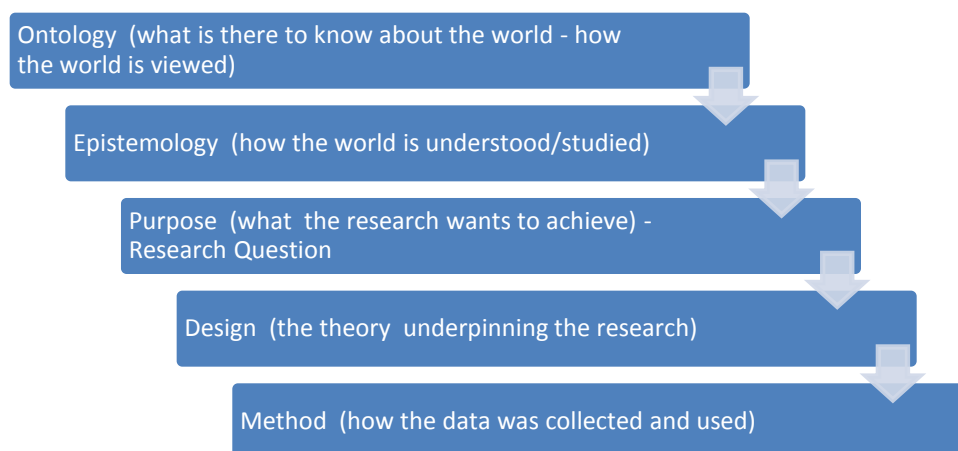 Ontology (what is there to know about the world - how
the world is viewed)
Epistemology (how the world is understood/studied)
Purpose (what the research wants to achieve) -
Research Question
Design (the theory underpinning the research)
Method (how the data was collected and used)